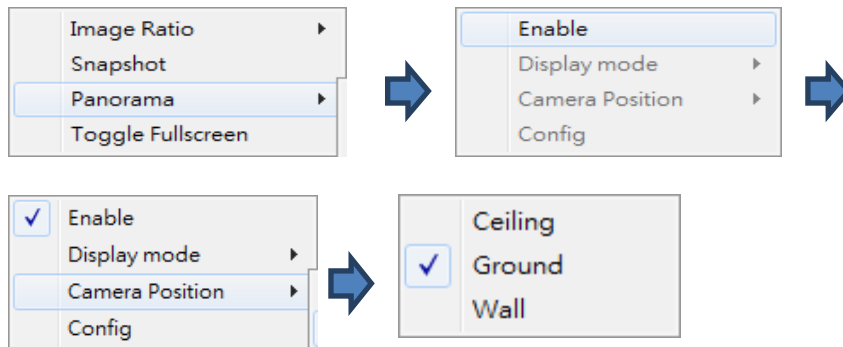 Image Ratio
Snapshot
Panorama
Toggle Fullscreen
Enable
Display mode
Camera Position
Config
Enable
Display mode
Camera Position
Config
Ceiling
Ground
Wall